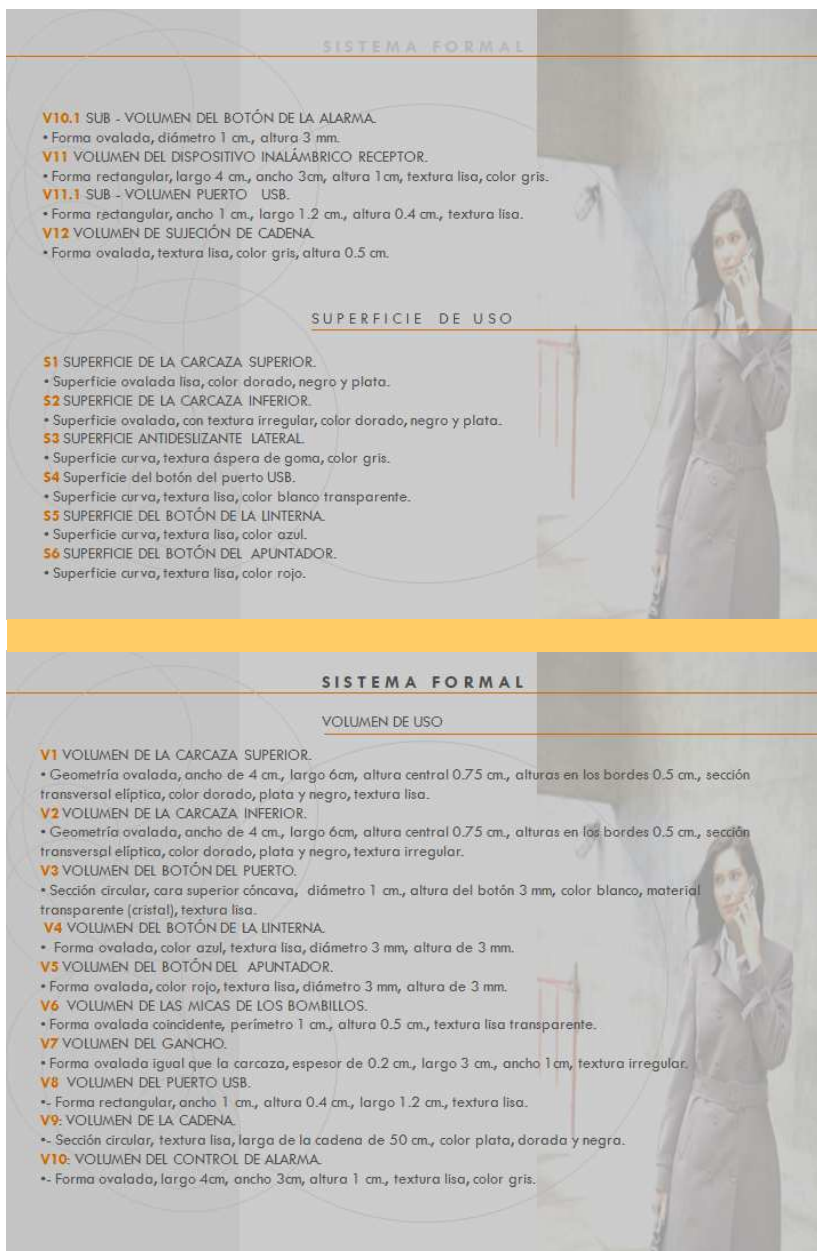 SISTEMA FORMAL
V10.1 SUB - VOLUMEN DEL BOTÓN DE LA ALARMA.
• Forma ovalada, diámetro 1 cm., altura 3 mm.
V11 VOLUMEN DEL DISPOSITIVO INALÁMBRICO RECEPTOR.
• Forma rectangular, largo 4 cm., ancho 3cm, altura 1cm, textura lisa, color gris.
V11.1 SUB - VOLUMEN PUERTO USB.
• Forma rectangular, ancho 1 cm., largo 1.2 cm., altura 0.4 cm., textura lisa.
V12 VOLUMEN DE SUJECIÓN DE CADENA.
• Forma ovalada, textura lisa, color gris, altura 0.5 cm.
SUPERFICIE DE USO
S1 SUPERFICIE DE LA CARCAZA SUPERIOR.
• Superficie ovalada lisa, color dorado, negro y plata.
S2 SUPERFICIE DE LA CARCAZA INFERIOR.
• Superficie ovalada, con textura irregular, color dorado, negro y plata.
S3 SUPERFICIE ANTIDESLIZANTE LATERAL.
• Superficie curva, textura áspera de goma, color gris.
S4 Superficie del botón del puerto USB.
• Superficie curva, textura lisa, color blanco transparente.
S5 SUPERFICIE DEL BOTÓN DE LA LINTERNA.
• Superficie curva, textura lisa, color azul.
S6 SUPERFICIE DEL BOTÓN DEL APUNTADOR.
• Superficie curva, textura lisa, color rojo.
SISTEMA FORMAL
VOLUMEN DE USO
V1 VOLUMEN DE LA CARCAZA SUPERIOR.
• Geometría ovalada, ancho de 4 cm., largo 6cm, altura central 0.75 cm., alturas en los bordes 0.5 cm., sección
transversal elíptica, color dorado, plata y negro, textura lisa.
V2 VOLUMEN DE LA CARCAZA INFERIOR.
• Geometría ovalada, ancho de 4 cm., largo 6cm, altura central 0.75 cm., alturas en los bordes 0.5 cm., sección
transversal elíptica, color dorado, plata y negro, textura irregular.
V3 VOLUMEN DEL BOTÓN DEL PUERTO.
• Sección circular, cara superior cóncava, diámetro 1 cm., altura del botón 3 mm, color blanco, material
transparente (cristal), textura lisa.
V4 VOLUMEN DEL BOTÓN DE LA LINTERNA.
• Forma ovalada, color azul, textura lisa, diámetro 3 mm, altura de 3 mm.
V5 VOLUMEN DEL BOTÓN DEL APUNTADOR.
• Forma ovalada, color rojo, textura lisa, diámetro 3 mm, altura de 3 mm.
V6 VOLUMEN DE LAS MICAS DE LOS BOMBILLOS.
• Forma ovalada coincidente, perímetro 1 cm., altura 0.5 cm., textura lisa transparente.
V7 VOLUMEN DEL GANCHO.
• Forma ovalada igual que la carcaza, espesor de 0.2 cm., largo 3 cm., ancho 1cm, textura irregular.
V8 VOLUMEN DEL PUERTO USB.
•- Forma rectangular, ancho 1 cm., altura 0.4 cm., largo 1.2 cm., textura lisa.
V9: VOLUMEN DE LA CADENA.
•- Sección circular, textura lisa, larga de la cadena de 50 cm., color plata, dorada y negra.
V10: VOLUMEN DEL CONTROL DE ALARMA.
•- Forma ovalada, largo 4cm, ancho 3cm, altura 1 cm., textura lisa, color gris.